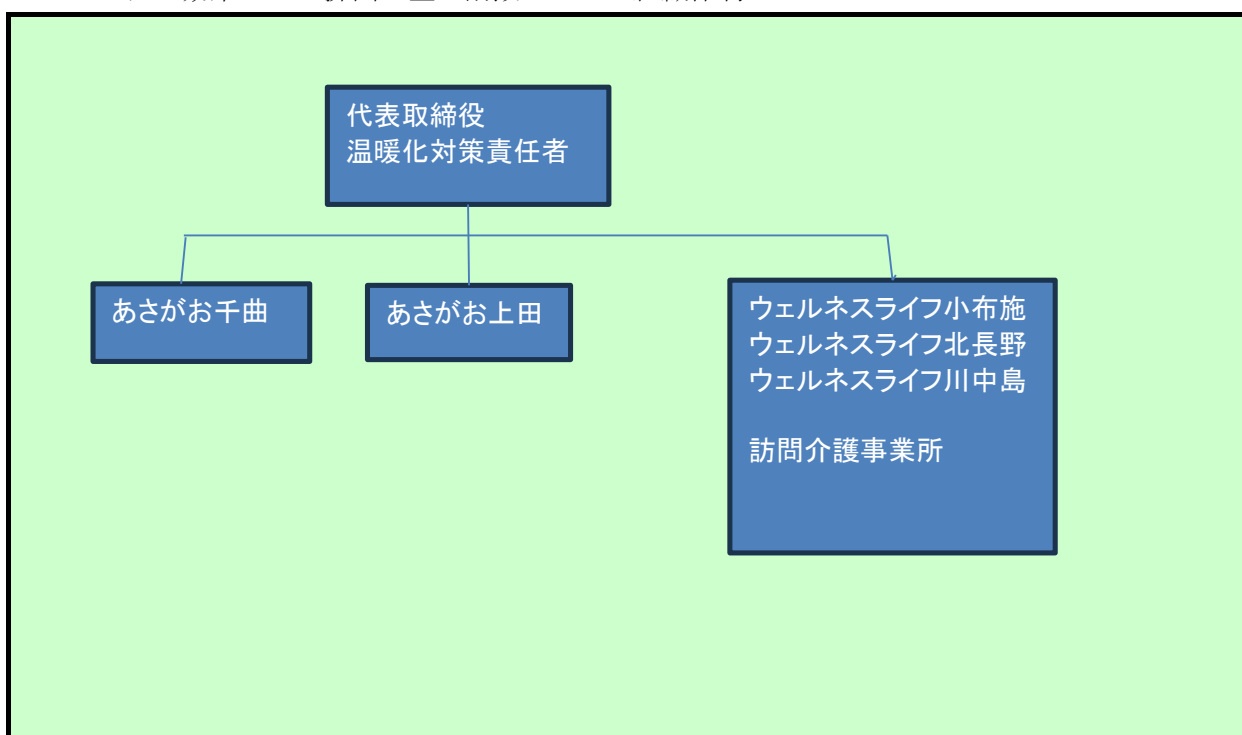 代表取締役
温暖化対策責任者
あさがお千曲
あさがお上田
ウェルネスライフ小布施
ウェルネスライフ北長野
ウェルネスライフ川中島
訪問介護事業所